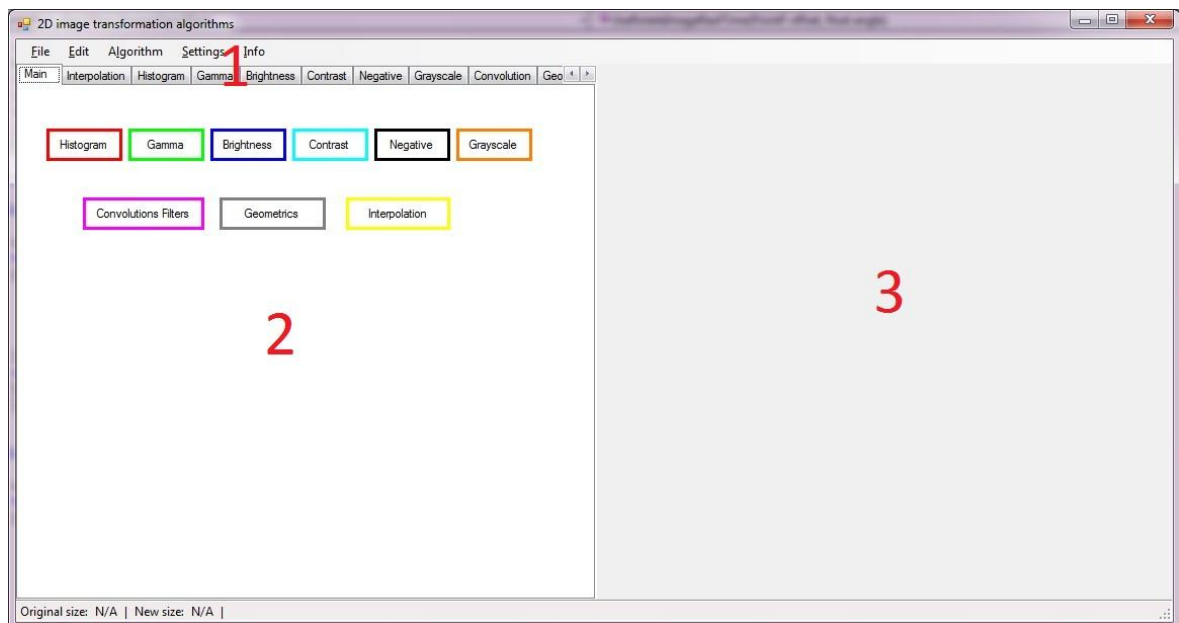 2D image transformation algorithms
File Edit Algorithm Settings Info
Main Interpolation Histogram Gamma Brightness Contrast Negative Grayscale Convolution Geo
1
Histogram Gamma Brightness Contrast Negative Grayscale
Convolutions Filters Geometrics Interpolation
2
3
Original size: N/A | New size: N/A |